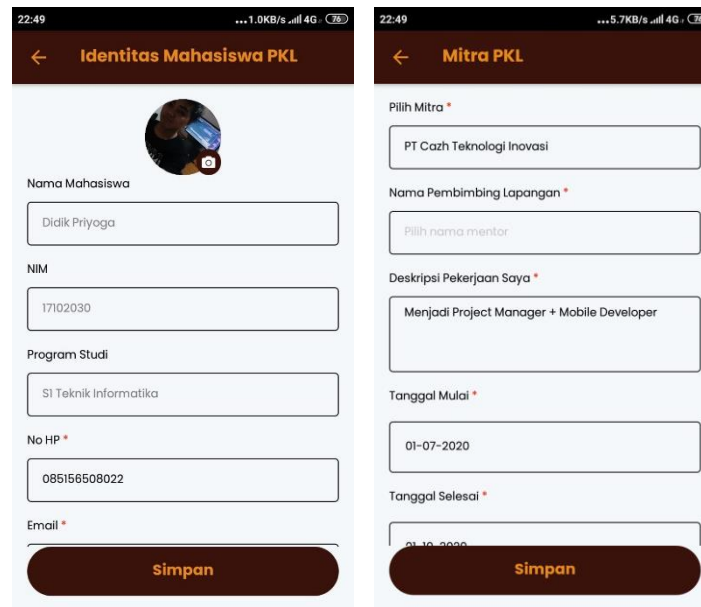 22:49
...1.0KB/s 4G 76
Identitas Mahasiswa PKL
Nama Mahasiswa
Didik Priyoga
NIM
17102030
Program Studi
S1 Teknik Informatika
No HP *
085156508022
Email *
Simpan
22:49
...5.7KB/s 4G
Mitra PKL
Pilih Mitra *
PT Cazh Teknologi Inovasi
Nama Pembimbing Lapangan *
Pilih nama mentor
Deskripsi Pekerjaan Saya *
Menjadi Project Manager + Mobile Developer
Tanggal Mulai *
01-07-2020
Tanggal Selesai *
Simpan